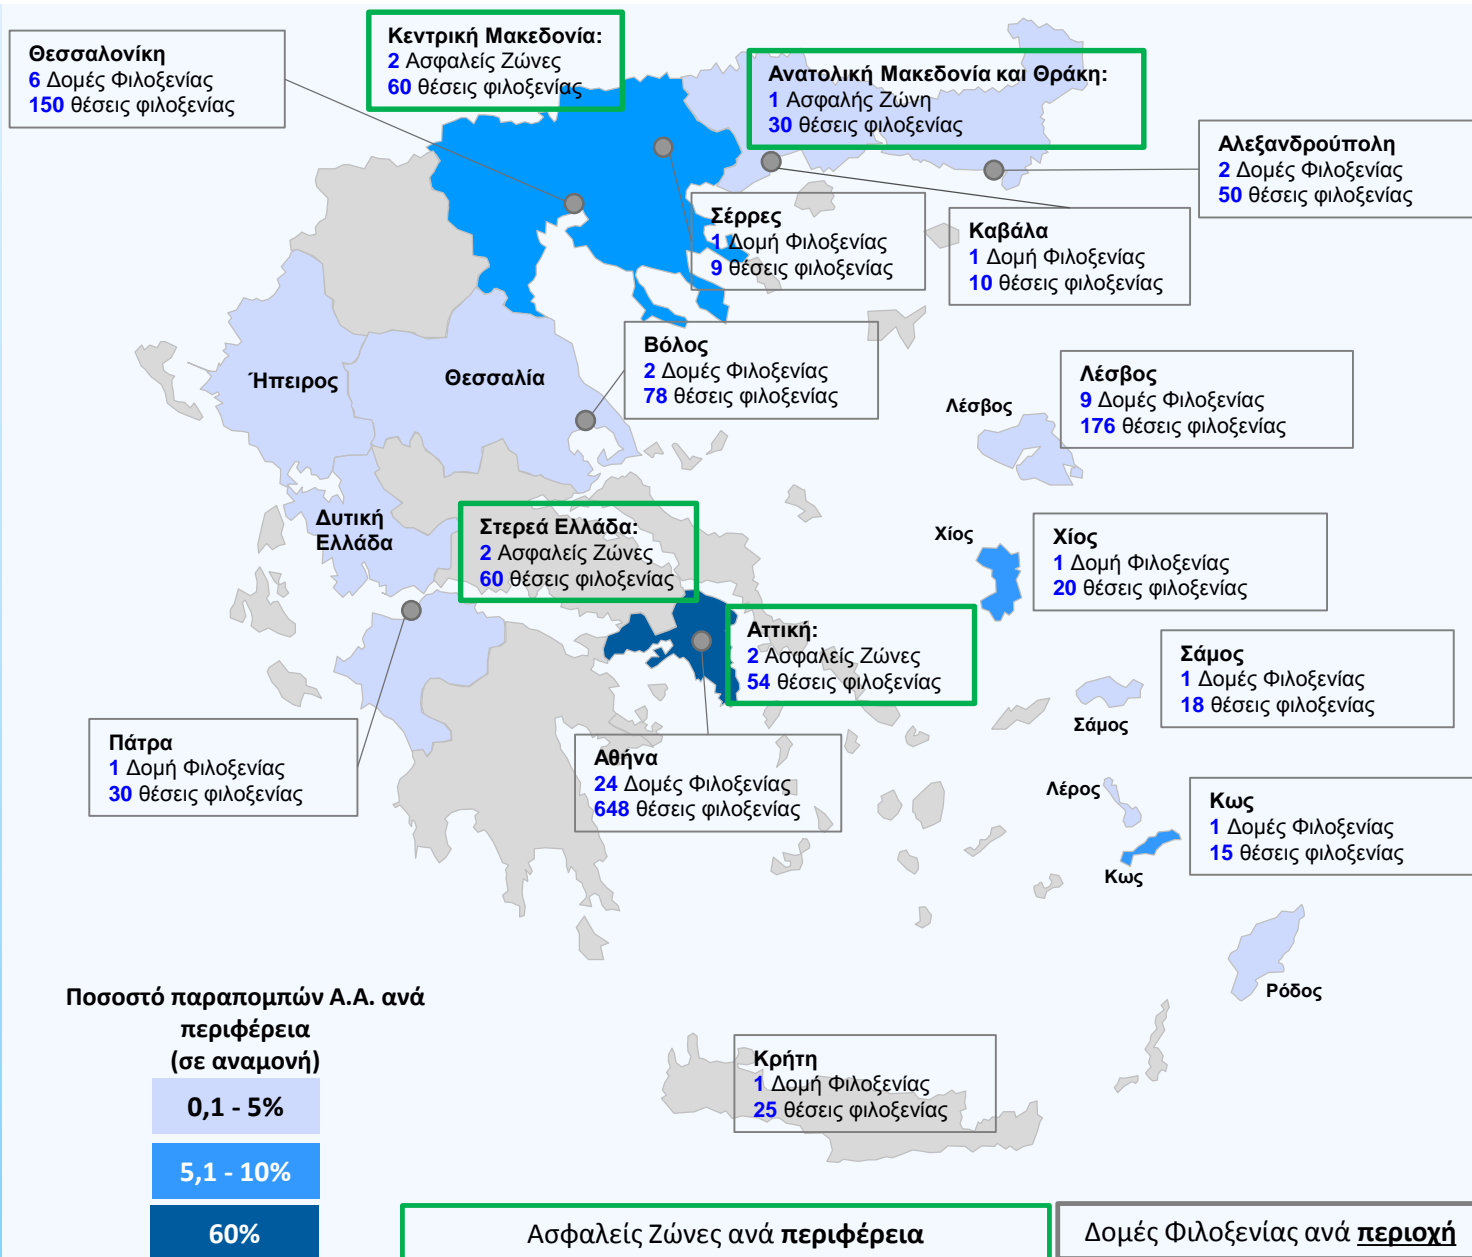 Θεσσαλονίκη
6 Δομές Φιλοξενίας
150 θέσεις φιλοξενίας
Κεντρική Μακεδονία:
2 Ασφαλείς Ζώνες
60 θέσεις φιλοξενίας
Ανατολική Μακεδονία και Θράκη:
1 Ασφαλής Ζώνη
30 θέσεις φιλοξενίας
Αλεξανδρούπολη
2 Δομές Φιλοξενίας
50 θέσεις φιλοξενίας
Σέρρες
1 Δομή Φιλοξενίας
9 θέσεις φιλοξενίας
Καβάλα
1 Δομή Φιλοξενίας
10 θέσεις φιλοξενίας
Βόλος
2 Δομές Φιλοξενίας
78 θέσεις φιλοξενίας
Ήπειρος
Θεσσαλία
Λέσβος
Λέσβος
9 Δομές Φιλοξενίας
176 θέσεις φιλοξενίας
Δυτική
Ελλάδα
Στερεά Ελλάδα:
2 Ασφαλείς Ζώνες
60 θέσεις φιλοξενίας
Χίος
Χίος
1 Δομή Φιλοξενίας
20 θέσεις φιλοξενίας
Αττική:
2 Ασφαλείς Ζώνες
54 θέσεις φιλοξενίας
Σάμος
1 Δομές Φιλοξενίας
18 θέσεις φιλοξενίας
Σάμος
Πάτρα
1 Δομή Φιλοξενίας
30 θέσεις φιλοξενίας
Αθήνα
24 Δομές Φιλοξενίας
648 θέσεις φιλοξενίας
Λέρος
Κως
1 Δομές Φιλοξενίας
15 θέσεις φιλοξενίας
Κως
Ρόδος
Κρήτη
1 Δομή Φιλοξενίας
25 θέσεις φιλοξενίας
Ποσοστό παραπομπών Α.Α. ανά
περιφέρεια
(σε αναμονή)
0,1 - 5%
5,1 - 10%
60%
Ασφαλείς Ζώνες ανά περιφέρεια
Δομές Φιλοξενίας ανά περιοχή